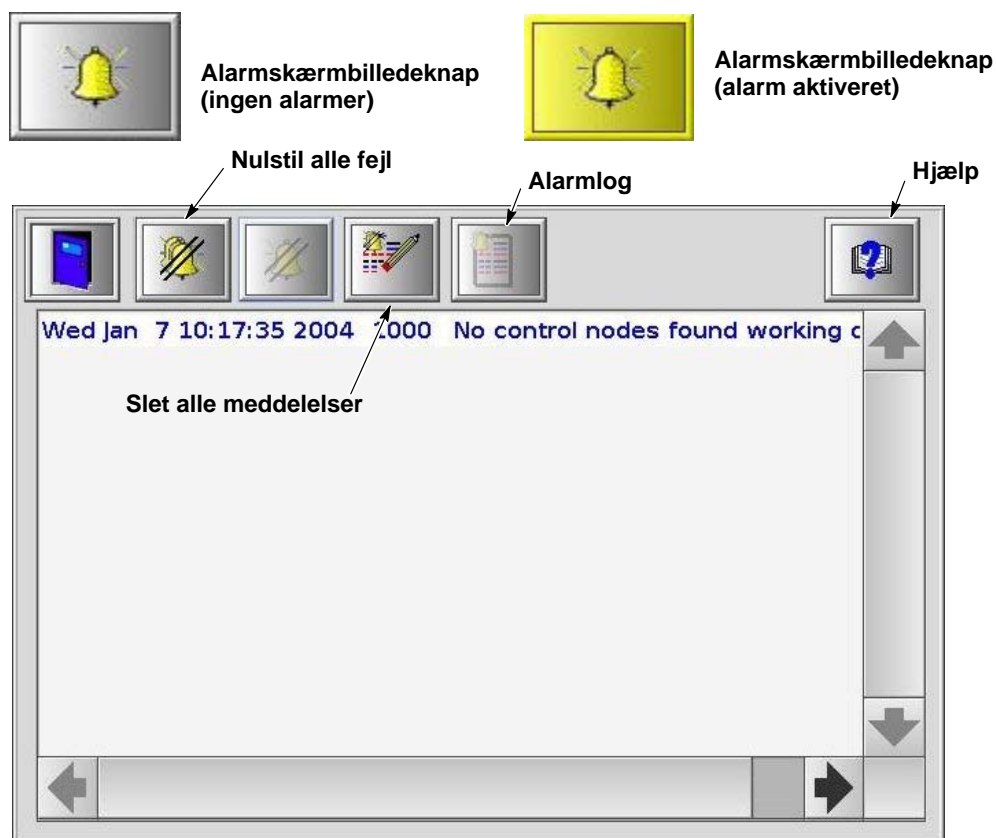 Alarmskærmbilledeknap
(ingen alarmer)
Alarmskærmbilledeknap
(alarm aktiveret)
Nulstil alle fejl
Alarmlog
Hjælp
Wed Jan 7 10:17:35 2004 1000 No control nodes found working c
Slet alle meddelelser